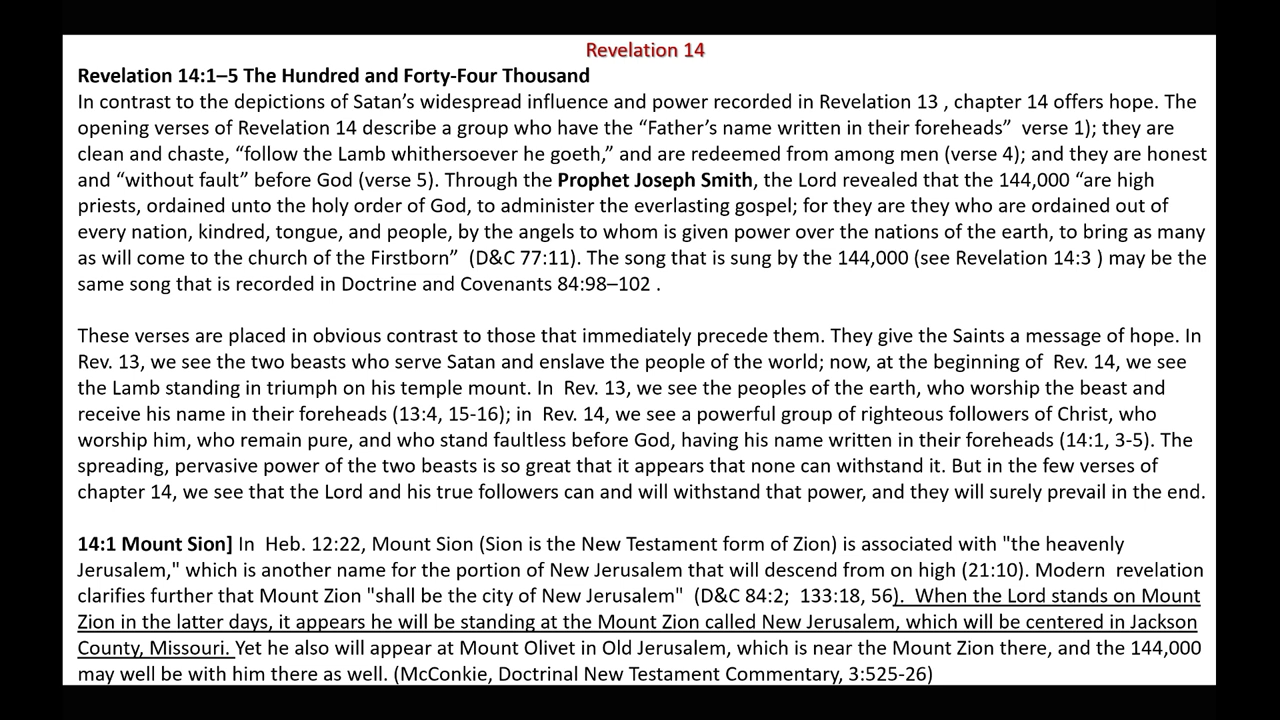 Revelation 14
Revelation 14:1–5 The Hundred and Forty-Four Thousand
In contrast to the depictions of Satan’s widespread influence and power recorded in Revelation 13 , chapter 14 offers hope. The
opening verses of Revelation 14 describe a group who have the “Father’s name written in their foreheads”  verse 1); they are
clean and chaste, “follow the Lamb whithersoever he goeth,” and are redeemed from among men (verse 4); and they are honest
and “without fault” before God (verse 5). Through the Prophet Joseph Smith, the Lord revealed that the 144,000 “are high
priests, ordained unto the holy order of God, to administer the everlasting gospel; for they are they who are ordained out of
every nation, kindred, tongue, and people, by the angels to whom is given power over the nations of the earth, to bring as many
as will come to the church of the Firstborn”  (D&C 77:11). The song that is sung by the 144,000 (see Revelation 14:3 ) may be the
same song that is recorded in Doctrine and Covenants 84:98–102 .
These verses are placed in obvious contrast to those that immediately precede them. They give the Saints a message of hope. In
Rev. 13, we see the two beasts who serve Satan and enslave the people of the world; now, at the beginning of  Rev. 14, we see
the Lamb standing in triumph on his temple mount. In  Rev. 13, we see the peoples of the earth, who worship the beast and
receive his name in their foreheads (13:4, 15-16); in  Rev. 14, we see a powerful group of righteous followers of Christ, who
worship him, who remain pure, and who stand faultless before God, having his name written in their foreheads (14:1, 3-5). The
spreading, pervasive power of the two beasts is so great that it appears that none can withstand it. But in the few verses of
chapter 14, we see that the Lord and his true followers can and will withstand that power, and they will surely prevail in the end.
14:1 Mount Sion] In  Heb. 12:22, Mount Sion (Sion is the New Testament form of Zion) is associated with "the heavenly
Jerusalem," which is another name for the portion of New Jerusalem that will descend from on high (21:10). Modern  revelation
clarifies further that Mount Zion "shall be the city of New Jerusalem"  (D&C 84:2;  133:18, 56).  When the Lord stands on Mount
Zion in the latter days, it appears he will be standing at the Mount Zion called New Jerusalem, which will be centered in Jackson
County, Missouri. Yet he also will appear at Mount Olivet in Old Jerusalem, which is near the Mount Zion there, and the 144,000
may well be with him there as well. (McConkie, Doctrinal New Testament Commentary, 3:525-26)